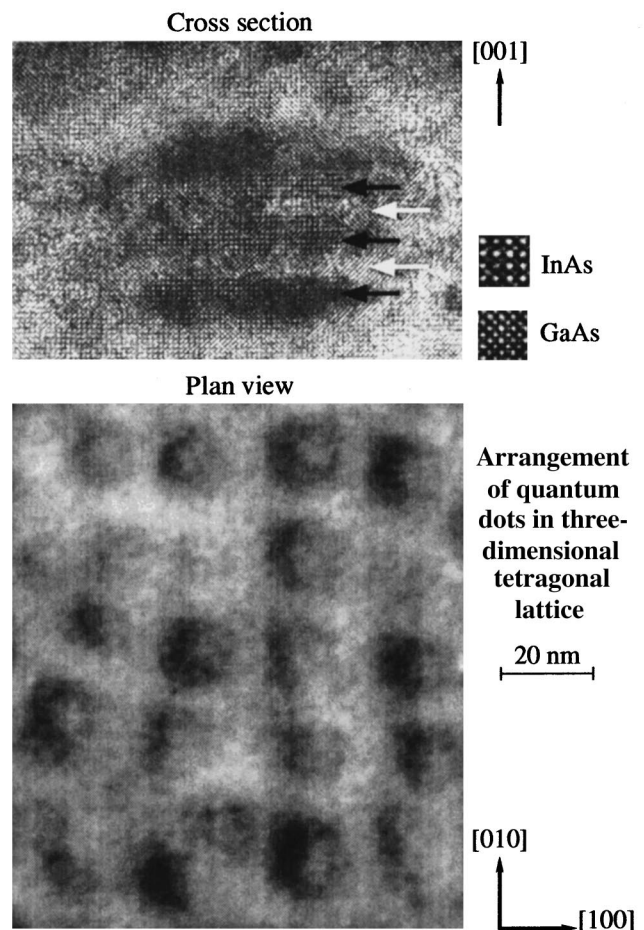 Cross section
[001]
InAs
GaAs
Plan view
Arrangement
of quantum
dots in three-
dimensional
tetragonal
lattice
20 nm
[010]
[100]